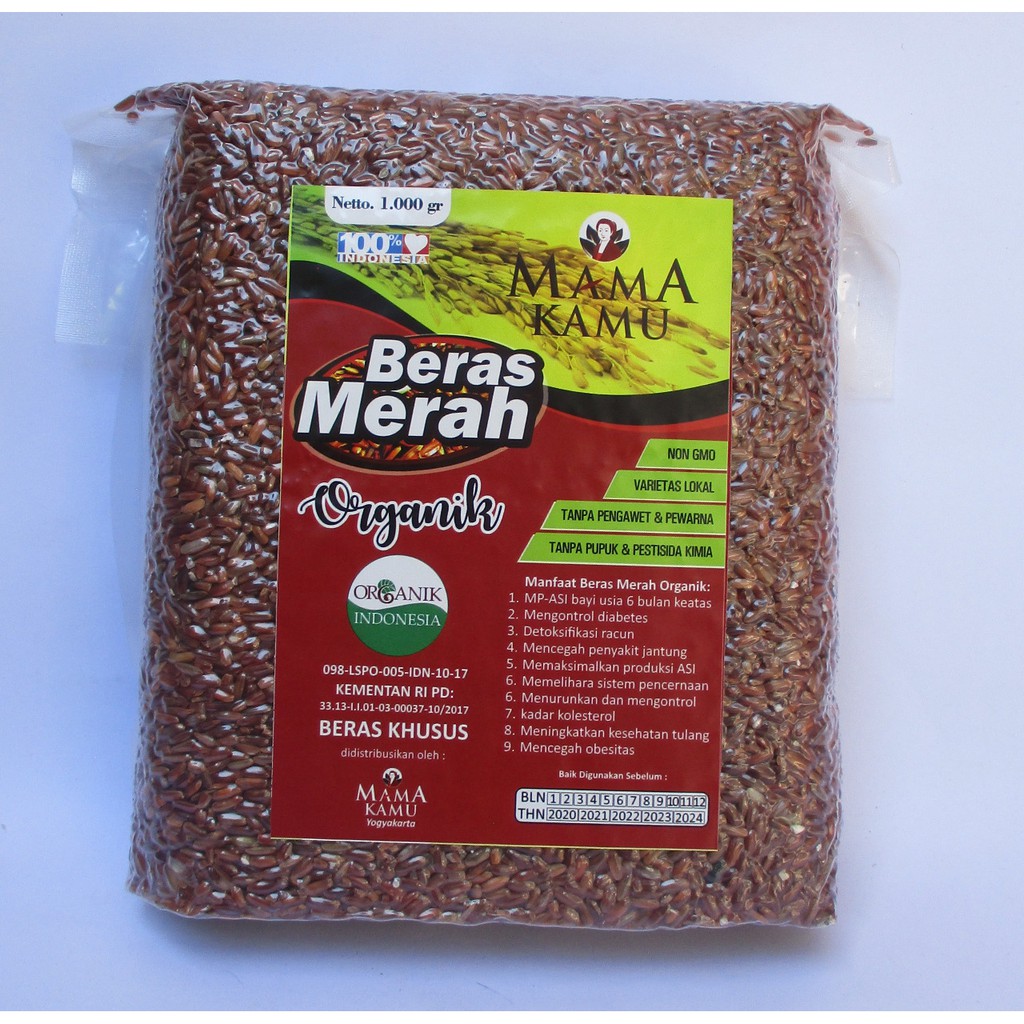 Netto. 1.000 gr
100%
INDONESIA
MAMA
KAMU
Beras
Merah
Organik
NON GMO
VARIETAS LOKAL
TANPA PENGAWET & PEWARNA
TANPA PUPUK & PESTISIDA KIMIA
ORGANIK
INDONESIA
098-LSPO-005-IDN-10-17
KEMENTAN RI PD:
33.13-I.I.01-03-00037-10/2017
BERAS KHUSUS
didistribusikan oleh :
MAMA
KAMU
Yogyakarta
Manfaat Beras Merah Organik:
1. MP-ASI bayi usia 6 bulan keatas
2. Mengontrol diabetes
3. Detoksifikasi racun
4. Mencegah penyakit jantung
5. Memaksimalkan produksi ASI
6. Memelihara sistem pencernaan
6. Menurunkan dan mengontrol
7. kadar kolesterol
8. Meningkatkan kesehatan tulang
9. Mencegah obesitas
Baik Digunakan Sebelum :
BLN 1 2 3 4 5 6 7 8 9 10 11 12
THN 2020 2021 2022 2023 2024